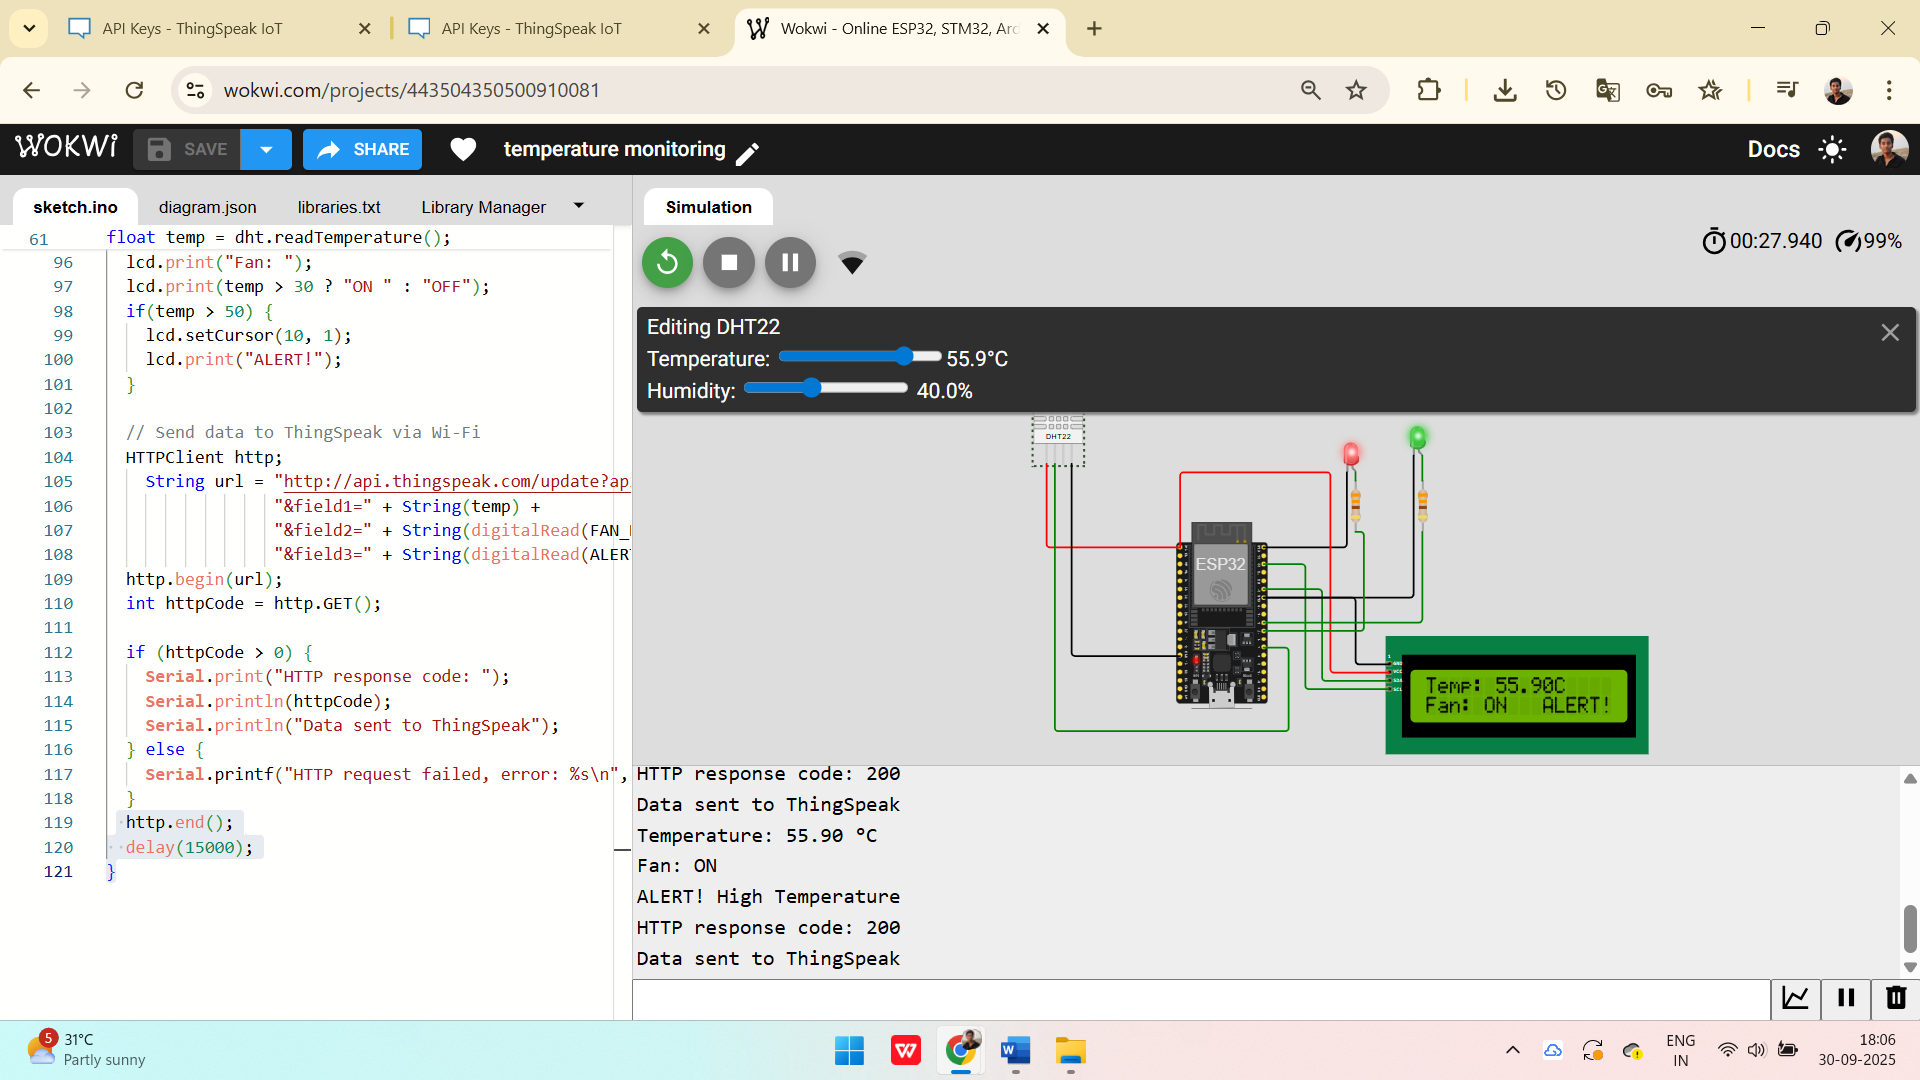 API Keys - ThingSpeak IoT
API Keys - ThingSpeak IoT
Wokwi - Online ESP32, STM32, Ard
wokwi.com/projects/443504350500910081
WOKWi
SAVE
SHARE
temperature monitoring
Docs
sketch.ino
diagram.json
libraries.txt
Library Manager
61 float temp = dht.readTemperature();
96 lcd.print("Fan: ");
97 lcd.print(temp > 30 ? "ON " : "OFF");
98 if(temp > 50) {
99 lcd.setCursor(10, 1);
100 lcd.print("ALERT!");
101 }
102
103 // Send data to ThingSpeak via Wi-Fi
104 HTTPClient http;
105 String url = "http://api.thingspeak.com/update?ap
106 "&field1=" + String(temp) +
107 "&field2=" + String(digitalRead(FAN_
108 "&field3=" + String(digitalRead(ALER
109 http.begin(url);
110 int httpCode = http.GET();
111
112 if (httpCode > 0) {
113 Serial.print("HTTP response code: ");
114 Serial.println(httpCode);
115 Serial.println("Data sent to ThingSpeak");
116 } else {
117 Serial.printf("HTTP request failed, error: %s\n",
118 }
119 http.end();
120 delay(15000);
121 }
Simulation
00:27.940
99%
Editing DHT22
Temperature: 55.9°C
Humidity: 40.0%
DHT22
ESP32
1
GND
VCC
SDA
SCL
Temp: 55.90C
Fan: ON ALERT!
HTTP response code: 200
Data sent to ThingSpeak
Temperature: 55.90 °C
Fan: ON
ALERT! High Temperature
HTTP response code: 200
Data sent to ThingSpeak
5
31°C
Partly sunny
ENG
IN
18:06
30-09-2025